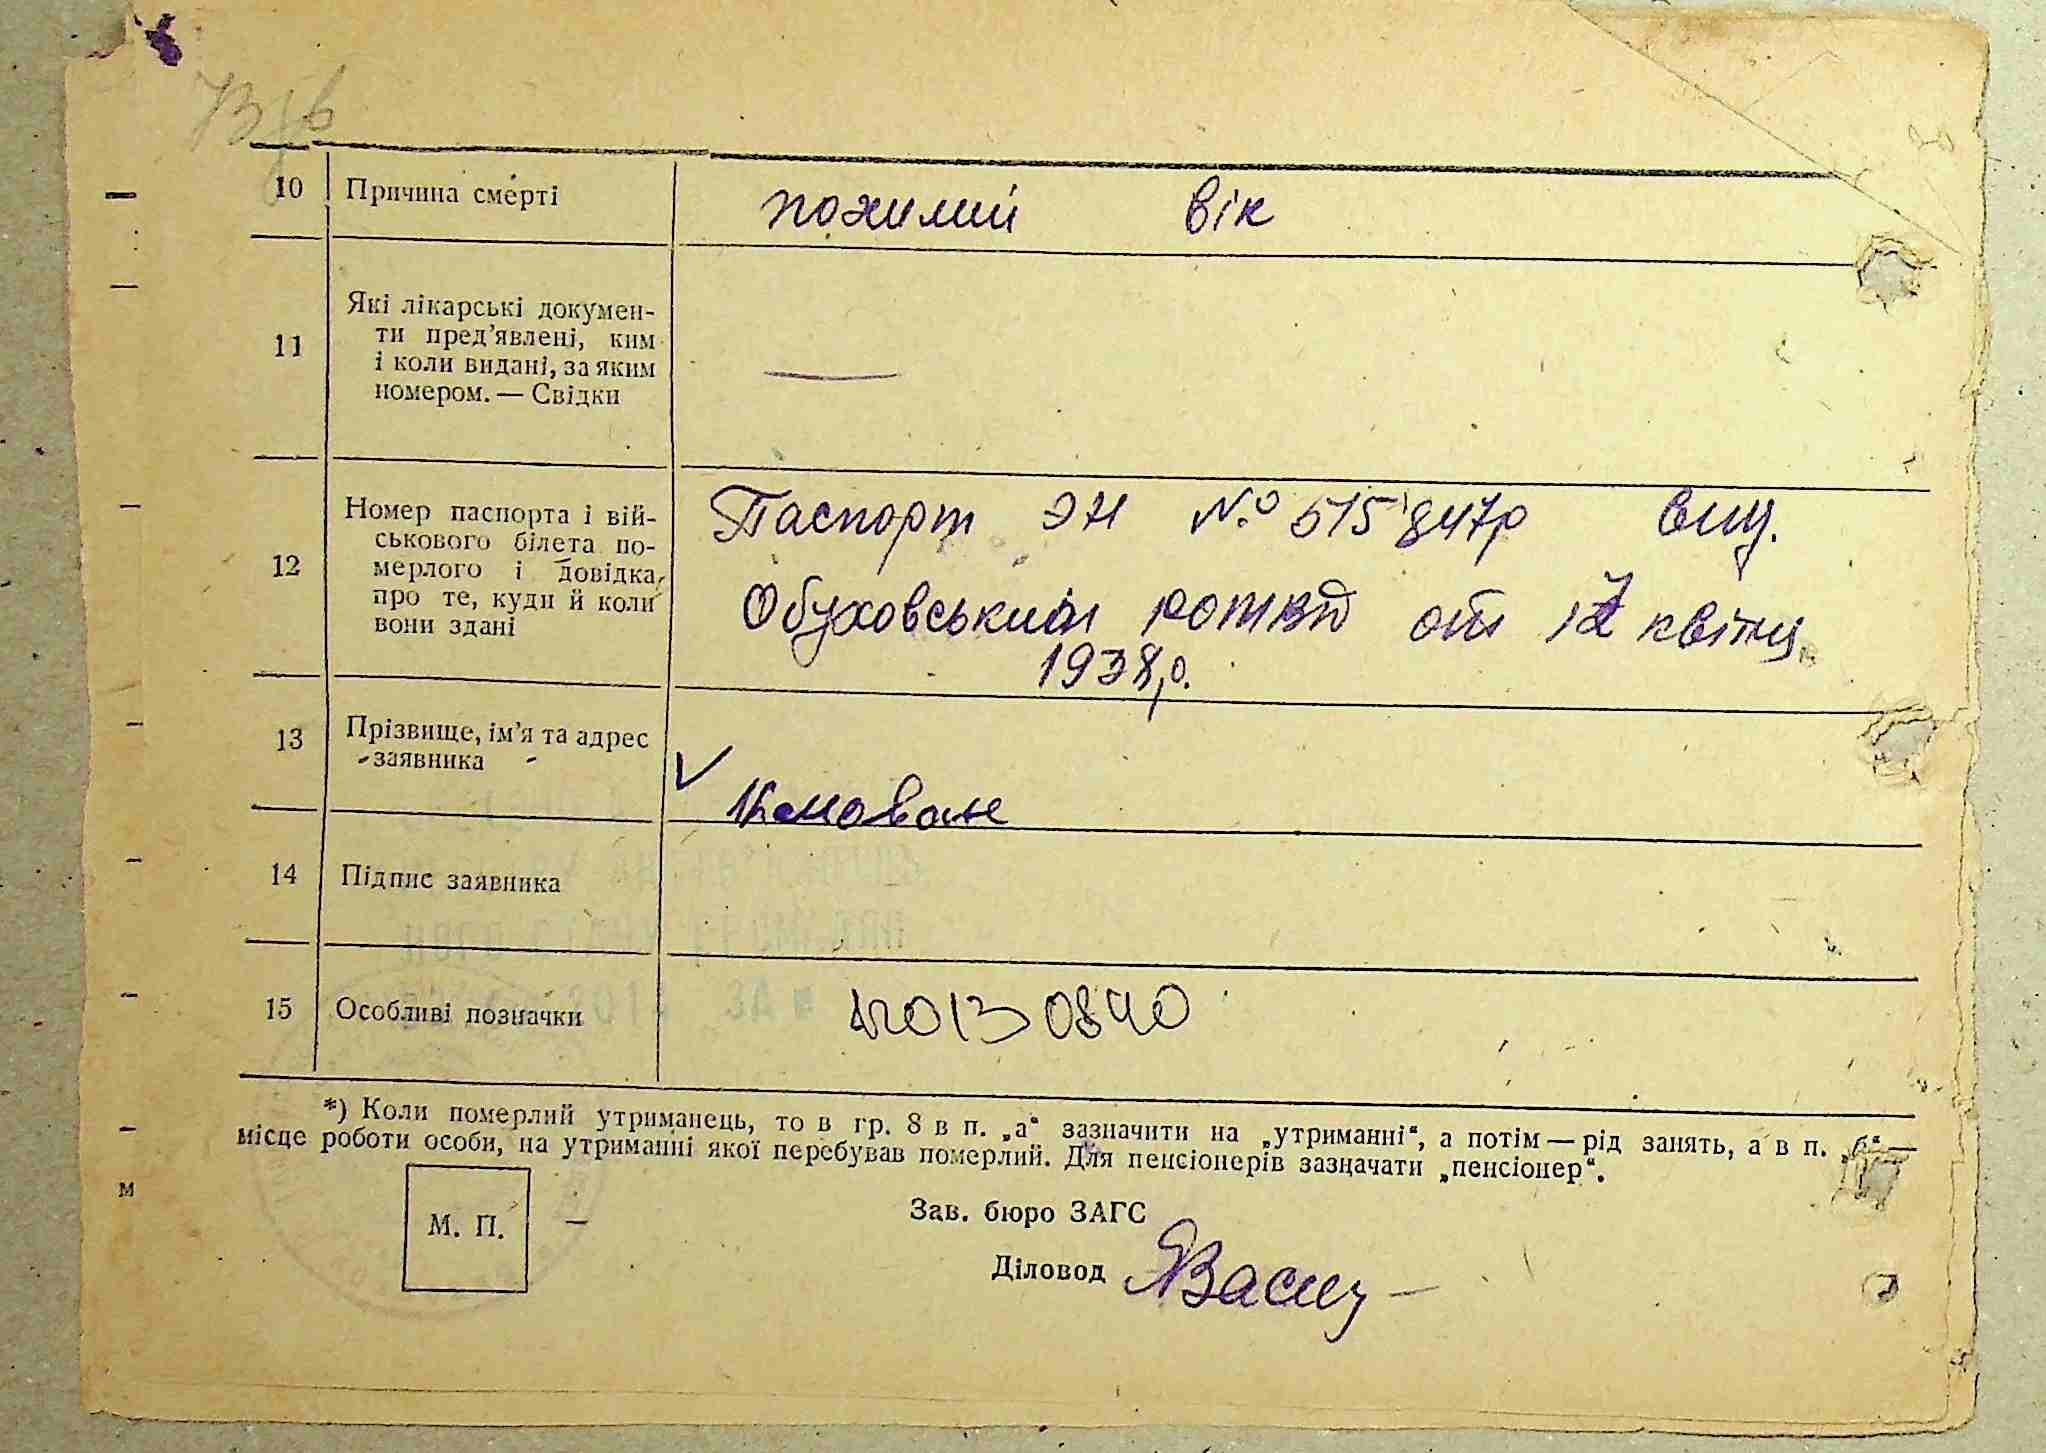 10 Причина смерті пожилий вік
11 Які лікарські докумен-
ти пред'явлені, ким
і коли видані, за яким
номером. — Свідки —
12 Номер паспорта і вій-
ськового білета по-
мерлого і довідка,
про те, куди й коли
вони здані
Паспорт ЭН №
Обуховський от квітц
1938р.
13 Прізвище, ім'я та адрес
заявника
14 Підпис заявника
15 Особливі позначки
*) Коли померлий утриманець, то в гр. 8 в п. „а“ зазначити на „утриманні“, а потім — рід занять, а в п. „б“ —
місце роботи особи, на утриманні якої перебував померлий. Для пенсіонерів зазначати „пенсіонер“.
М. П.
Зав. бюро ЗАГС
Діловод
м